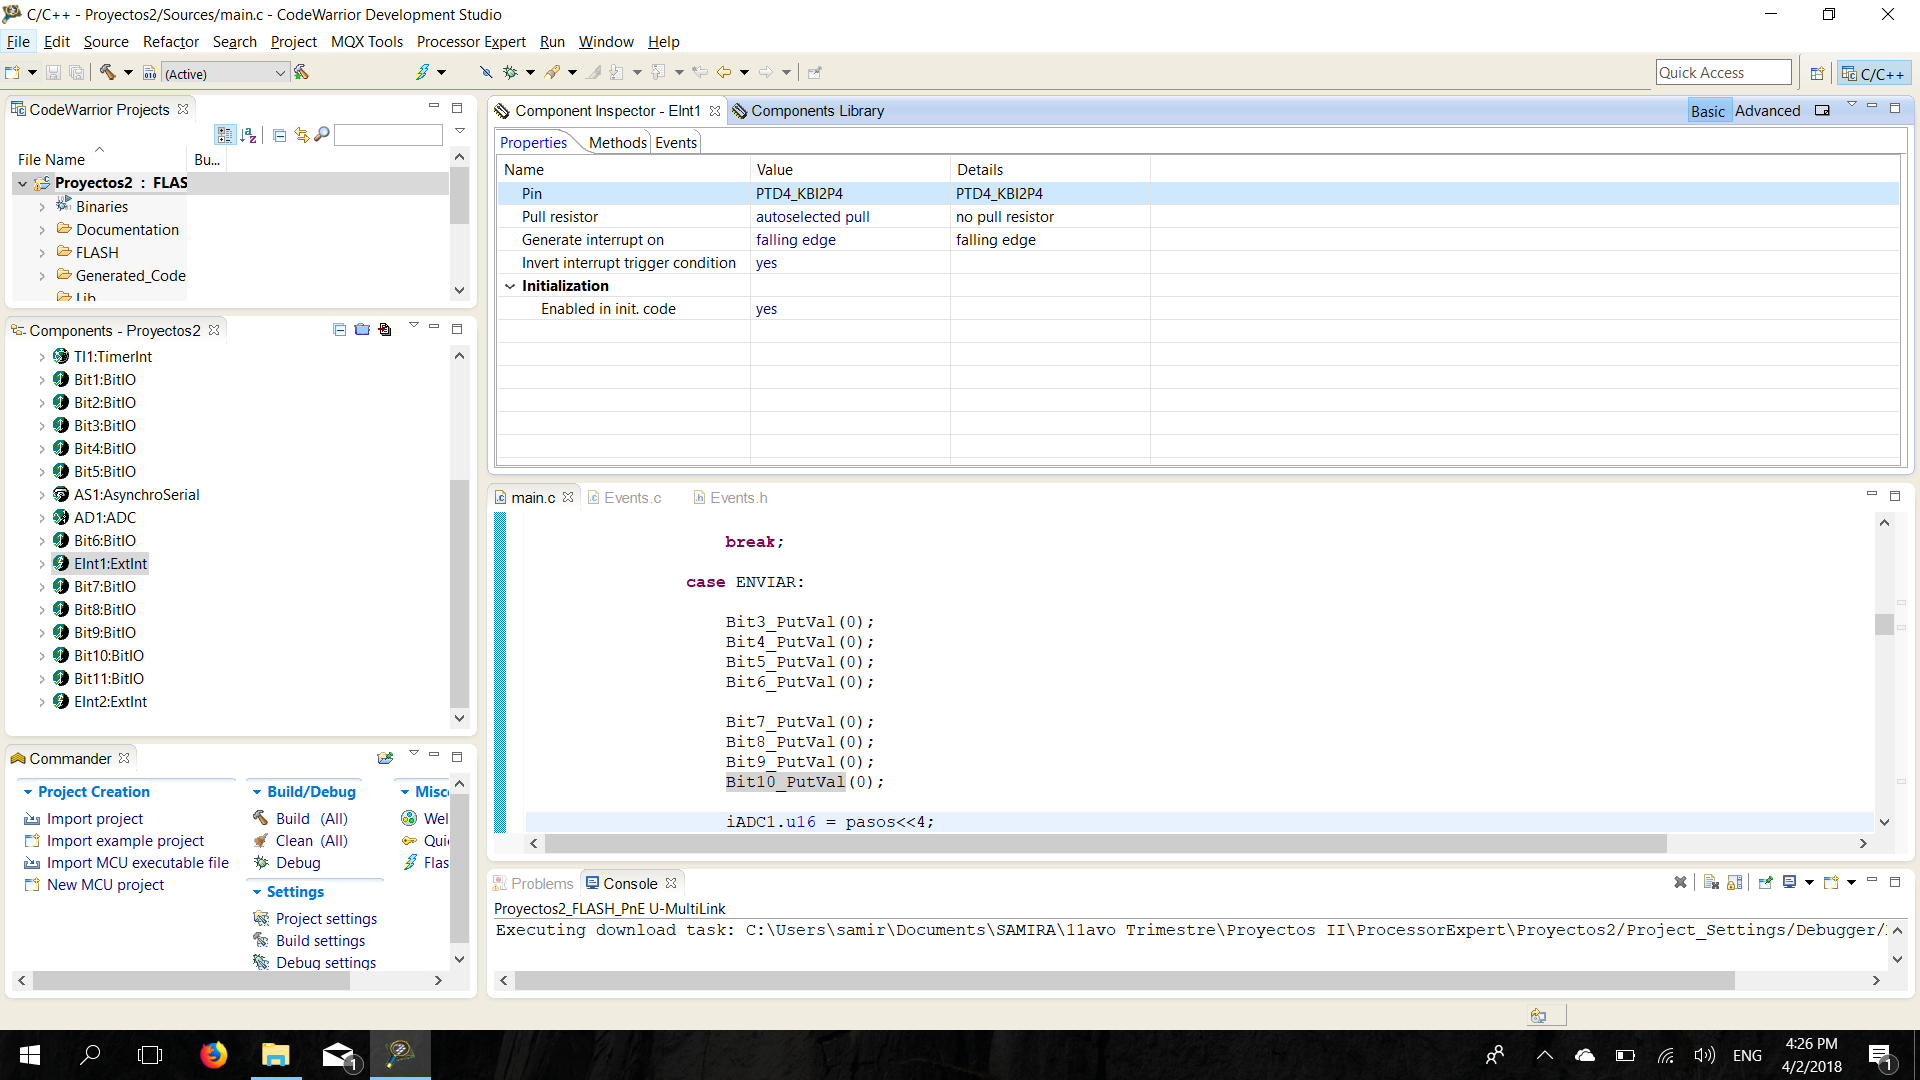 C/C++ - Proyectos2/Sources/main.c - CodeWarrior Development Studio
File Edit Source Refactor Search Project MQX Tools Processor Expert Run Window Help
(Active)
Quick Access
C/C++
CodeWarrior Projects
File Name Bu...
Proyectos2 : FLAS
Binaries
Documentation
FLASH
Generated_Code
Lib
Components - Proyectos2
TI1:TimerInt
Bit1:BitIO
Bit2:BitIO
Bit3:BitIO
Bit4:BitIO
Bit5:BitIO
AS1:AsynchroSerial
AD1:ADC
Bit6:BitIO
EInt1:ExtInt
Bit7:BitIO
Bit8:BitIO
Bit9:BitIO
Bit10:BitIO
Bit11:BitIO
EInt2:ExtInt
Commander
Project Creation
Import project
Import example project
Import MCU executable file
New MCU project
Build/Debug
Build (All)
Clean (All)
Debug
Settings
Project settings
Build settings
Debug settings
Misc
Wel
Quic
Flas
Component Inspector - EInt1 Components Library
Basic Advanced
Properties Methods Events
Name Value Details
Pin PTD4_KBI2P4 PTD4_KBI2P4
Pull resistor autoselected pull no pull resistor
Generate interrupt on falling edge falling edge
Invert interrupt trigger condition yes
Initialization
Enabled in init. code yes
main.c Events.c Events.h
break;
case ENVIAR:
Bit3_PutVal(0);
Bit4_PutVal(0);
Bit5_PutVal(0);
Bit6_PutVal(0);
Bit7_PutVal(0);
Bit8_PutVal(0);
Bit9_PutVal(0);
Bit10_PutVal(0);
iADC1.u16 = pasos<<4;
Problems Console
Proyectos2_FLASH_PnE U-MultiLink
Executing download task: C:\Users\samir\Documents\SAMIRA\11avo Trimestre\Proyectos II\ProcessorExpert\Proyectos2/Project_Settings/Debugger/
1
ENG
4:26 PM
4/2/2018
1